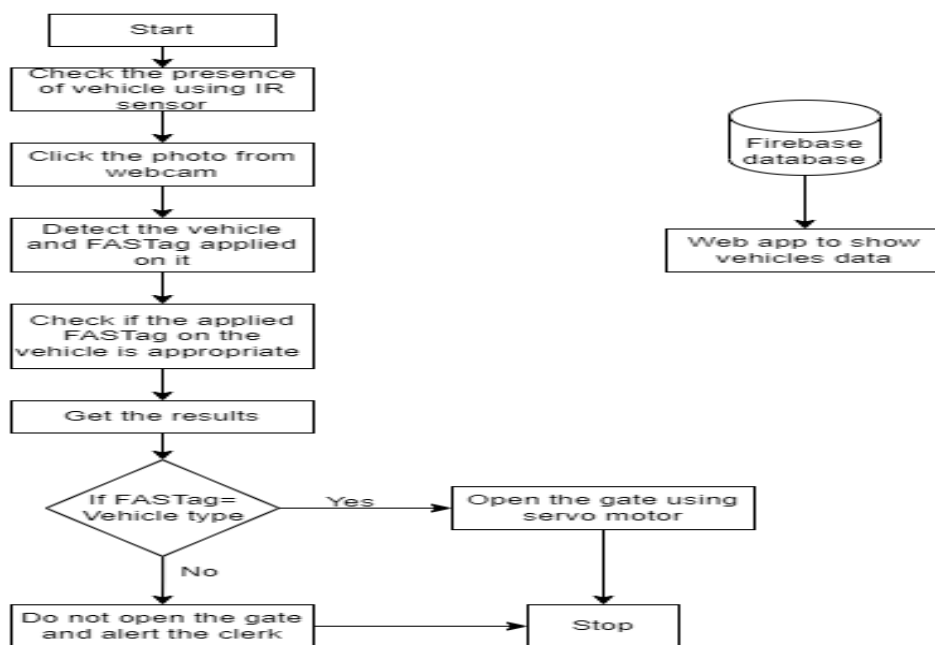 Start
Check the presence
of vehicle using IR
sensor
Click the photo from
webcam
Detect the vehicle
and FASTag applied
on it
Check if the applied
FASTag on the
vehicle is appropriate
Get the results
If FASTag=
Vehicle type
Yes
Open the gate using
servo motor
No
Do not open the gate
and alert the clerk
Stop
Firebase
database
Web app to show
vehicles data